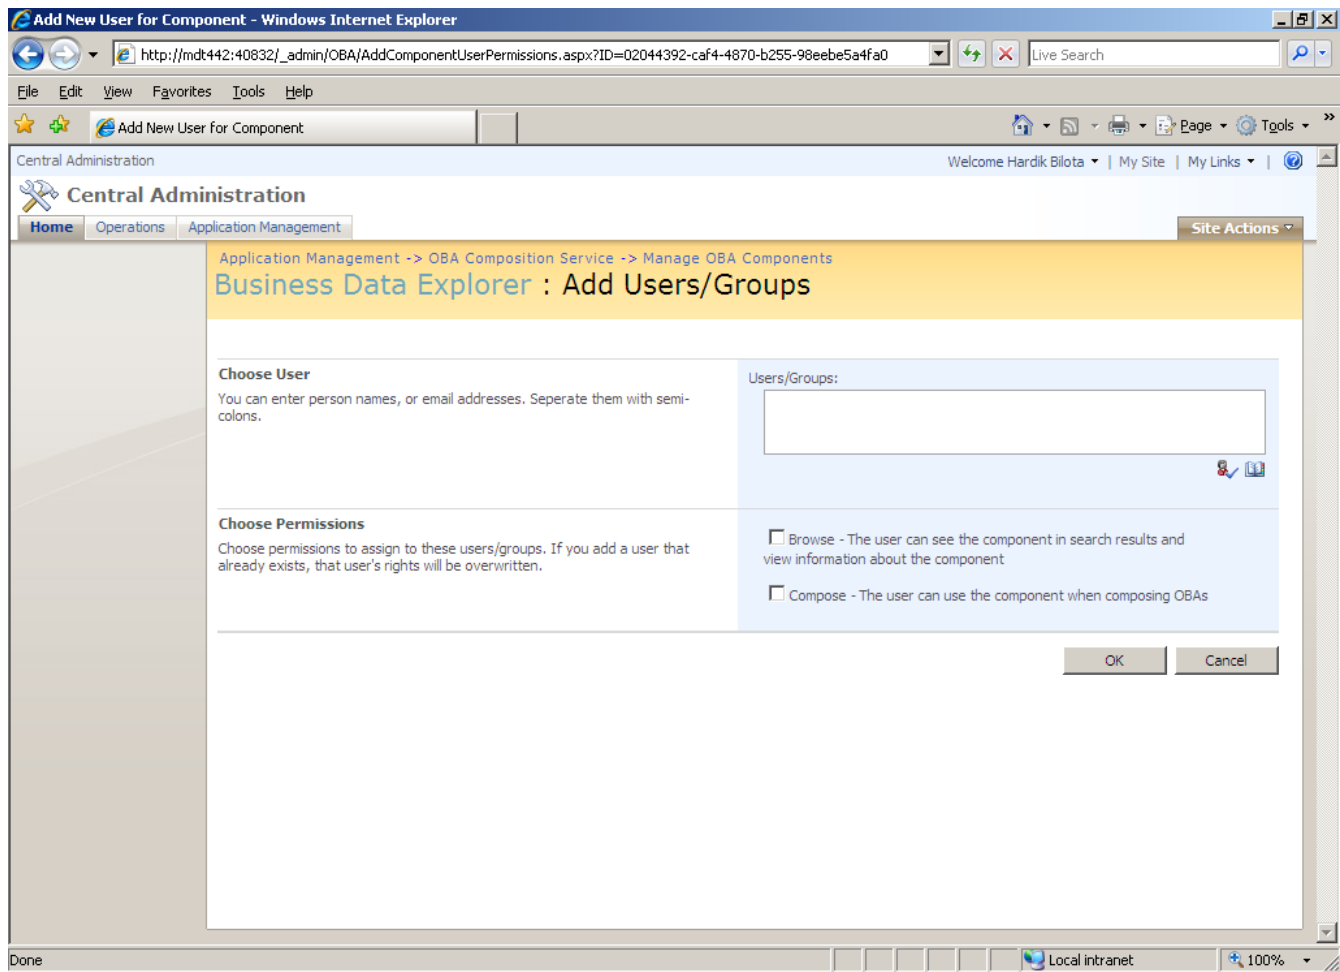 Add New User for Component - Windows Internet Explorer
http://mdt442:40832/_admin/OBA/AddComponentUserPermissions.aspx?ID=02044392-caf4-4870-b255-98eebe5a4fa0
Live Search
File Edit View Favorites Tools Help
Add New User for Component
Page Tools »
Central Administration
Welcome Hardik Bilota | My Site | My Links |
Central Administration
Home Operations Application Management
Site Actions
Application Management -> OBA Composition Service -> Manage OBA Components
Business Data Explorer : Add Users/Groups
Choose User
You can enter person names, or email addresses. Seperate them with semi-
colons.
Users/Groups:
Choose Permissions
Choose permissions to assign to these users/groups. If you add a user that
already exists, that user's rights will be overwritten.
Browse - The user can see the component in search results and
view information about the component
Compose - The user can use the component when composing OBAs
OK Cancel
Done
Local intranet
100%